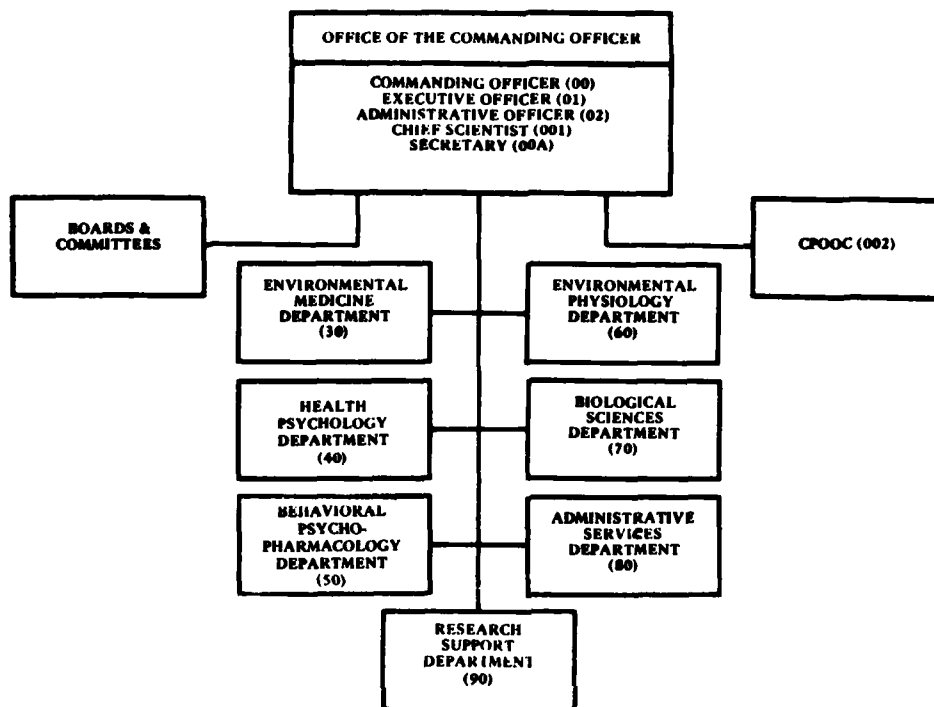 OFFICE OF THE COMMANDING OFFICER
COMMANDING OFFICER (00)
EXECUTIVE OFFICER (01)
ADMINISTRATIVE OFFICER (02)
CHIEF SCIENTIST (001)
SECRETARY (00A)
BOARDS &
COMMITTEES
CPOOC (002)
ENVIRONMENTAL
MEDICINE
DEPARTMENT
(30)
ENVIRONMENTAL
PHYSIOLOGY
DEPARTMENT
(60)
HEALTH
PSYCHOLOGY
DEPARTMENT
(40)
BIOLOGICAL
SCIENCES
DEPARTMENT
(70)
BEHAVIORAL
PSYCHO-
PHARMACOLOGY
DEPARTMENT
(50)
ADMINISTRATIVE
SERVICES
DEPARTMENT
(80)
RESEARCH
SUPPORT
DEPARTMENT
(90)